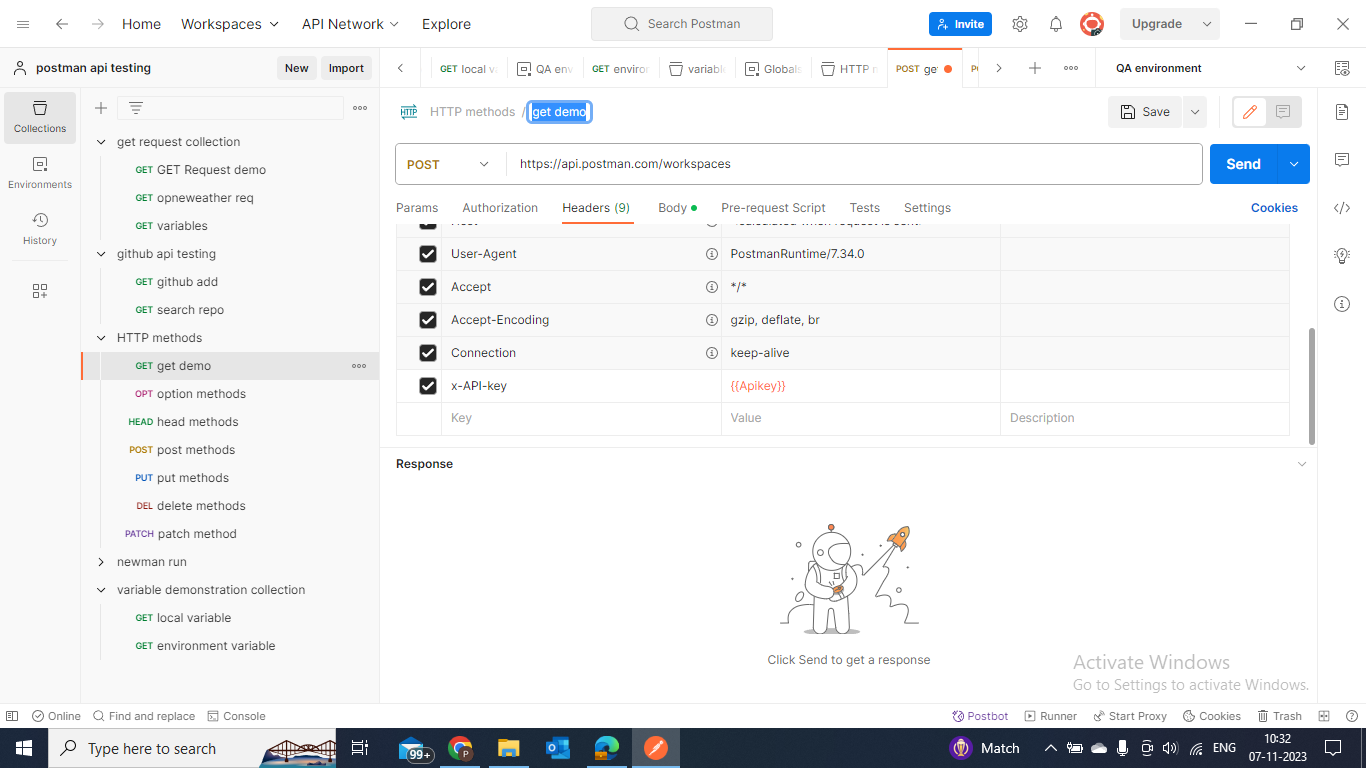 Home Workspaces API Network Explore Search Postman Invite Upgrade
postman api testing New Import GET local v QA env GET enviror variabl Globals HTTP m POST ge QA environment
Collections
Environments
History
get request collection
GET GET Request demo
GET opneweather req
GET variables
github api testing
GET github add
GET search repo
HTTP methods
GET get demo
OPT option methods
HEAD head methods
POST post methods
PUT put methods
DEL delete methods
PATCH patch method
newman run
variable demonstration collection
GET local variable
GET environment variable
HTTP HTTP methods / get demo Save
POST https://api.postman.com/workspaces Send
Params Authorization Headers (9) Body Pre-request Script Tests Settings Cookies
User-Agent PostmanRuntime/7.34.0
Accept */*
Accept-Encoding gzip, deflate, br
Connection keep-alive
x-API-key {{Apikey}}
Key Value Description
Response
Click Send to get a response
Activate Windows
Go to Settings to activate Windows.
Online Find and replace Console Postbot Runner Start Proxy Cookies Trash
Type here to search 99+ P Match ENG 10:32
07-11-2023